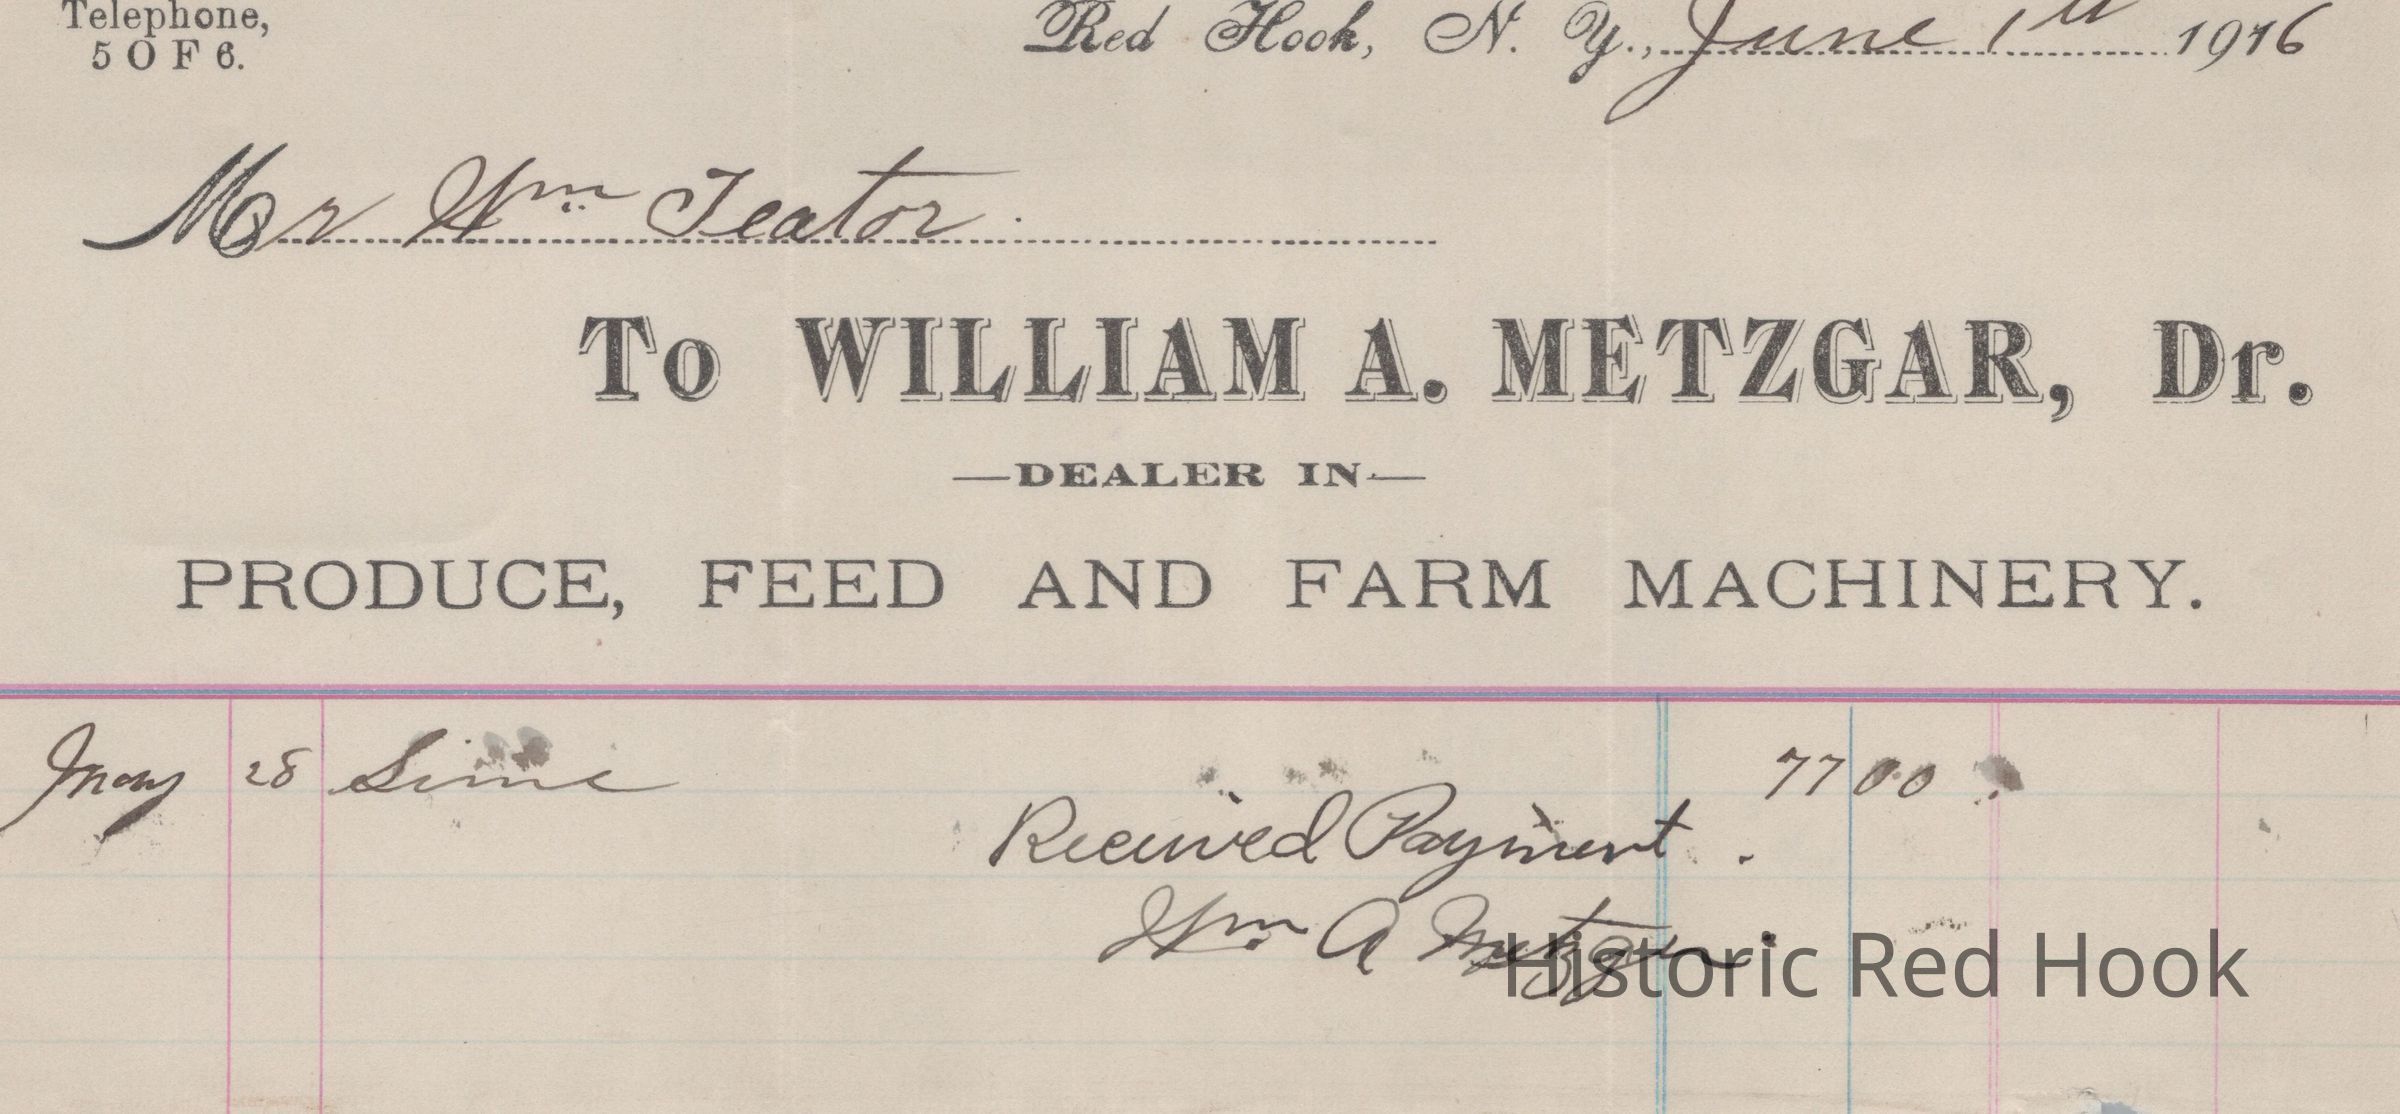 Telephone,
5 O F 6.
Red Hook, N. Y., June 1st 1916
Mr Wm Teator.
To WILLIAM A. METZGAR, Dr.
—DEALER IN—
PRODUCE, FEED AND FARM MACHINERY.
May 28 Lime 77 00
Received Payment.
Wm A Metzgar
Historic Red Hook